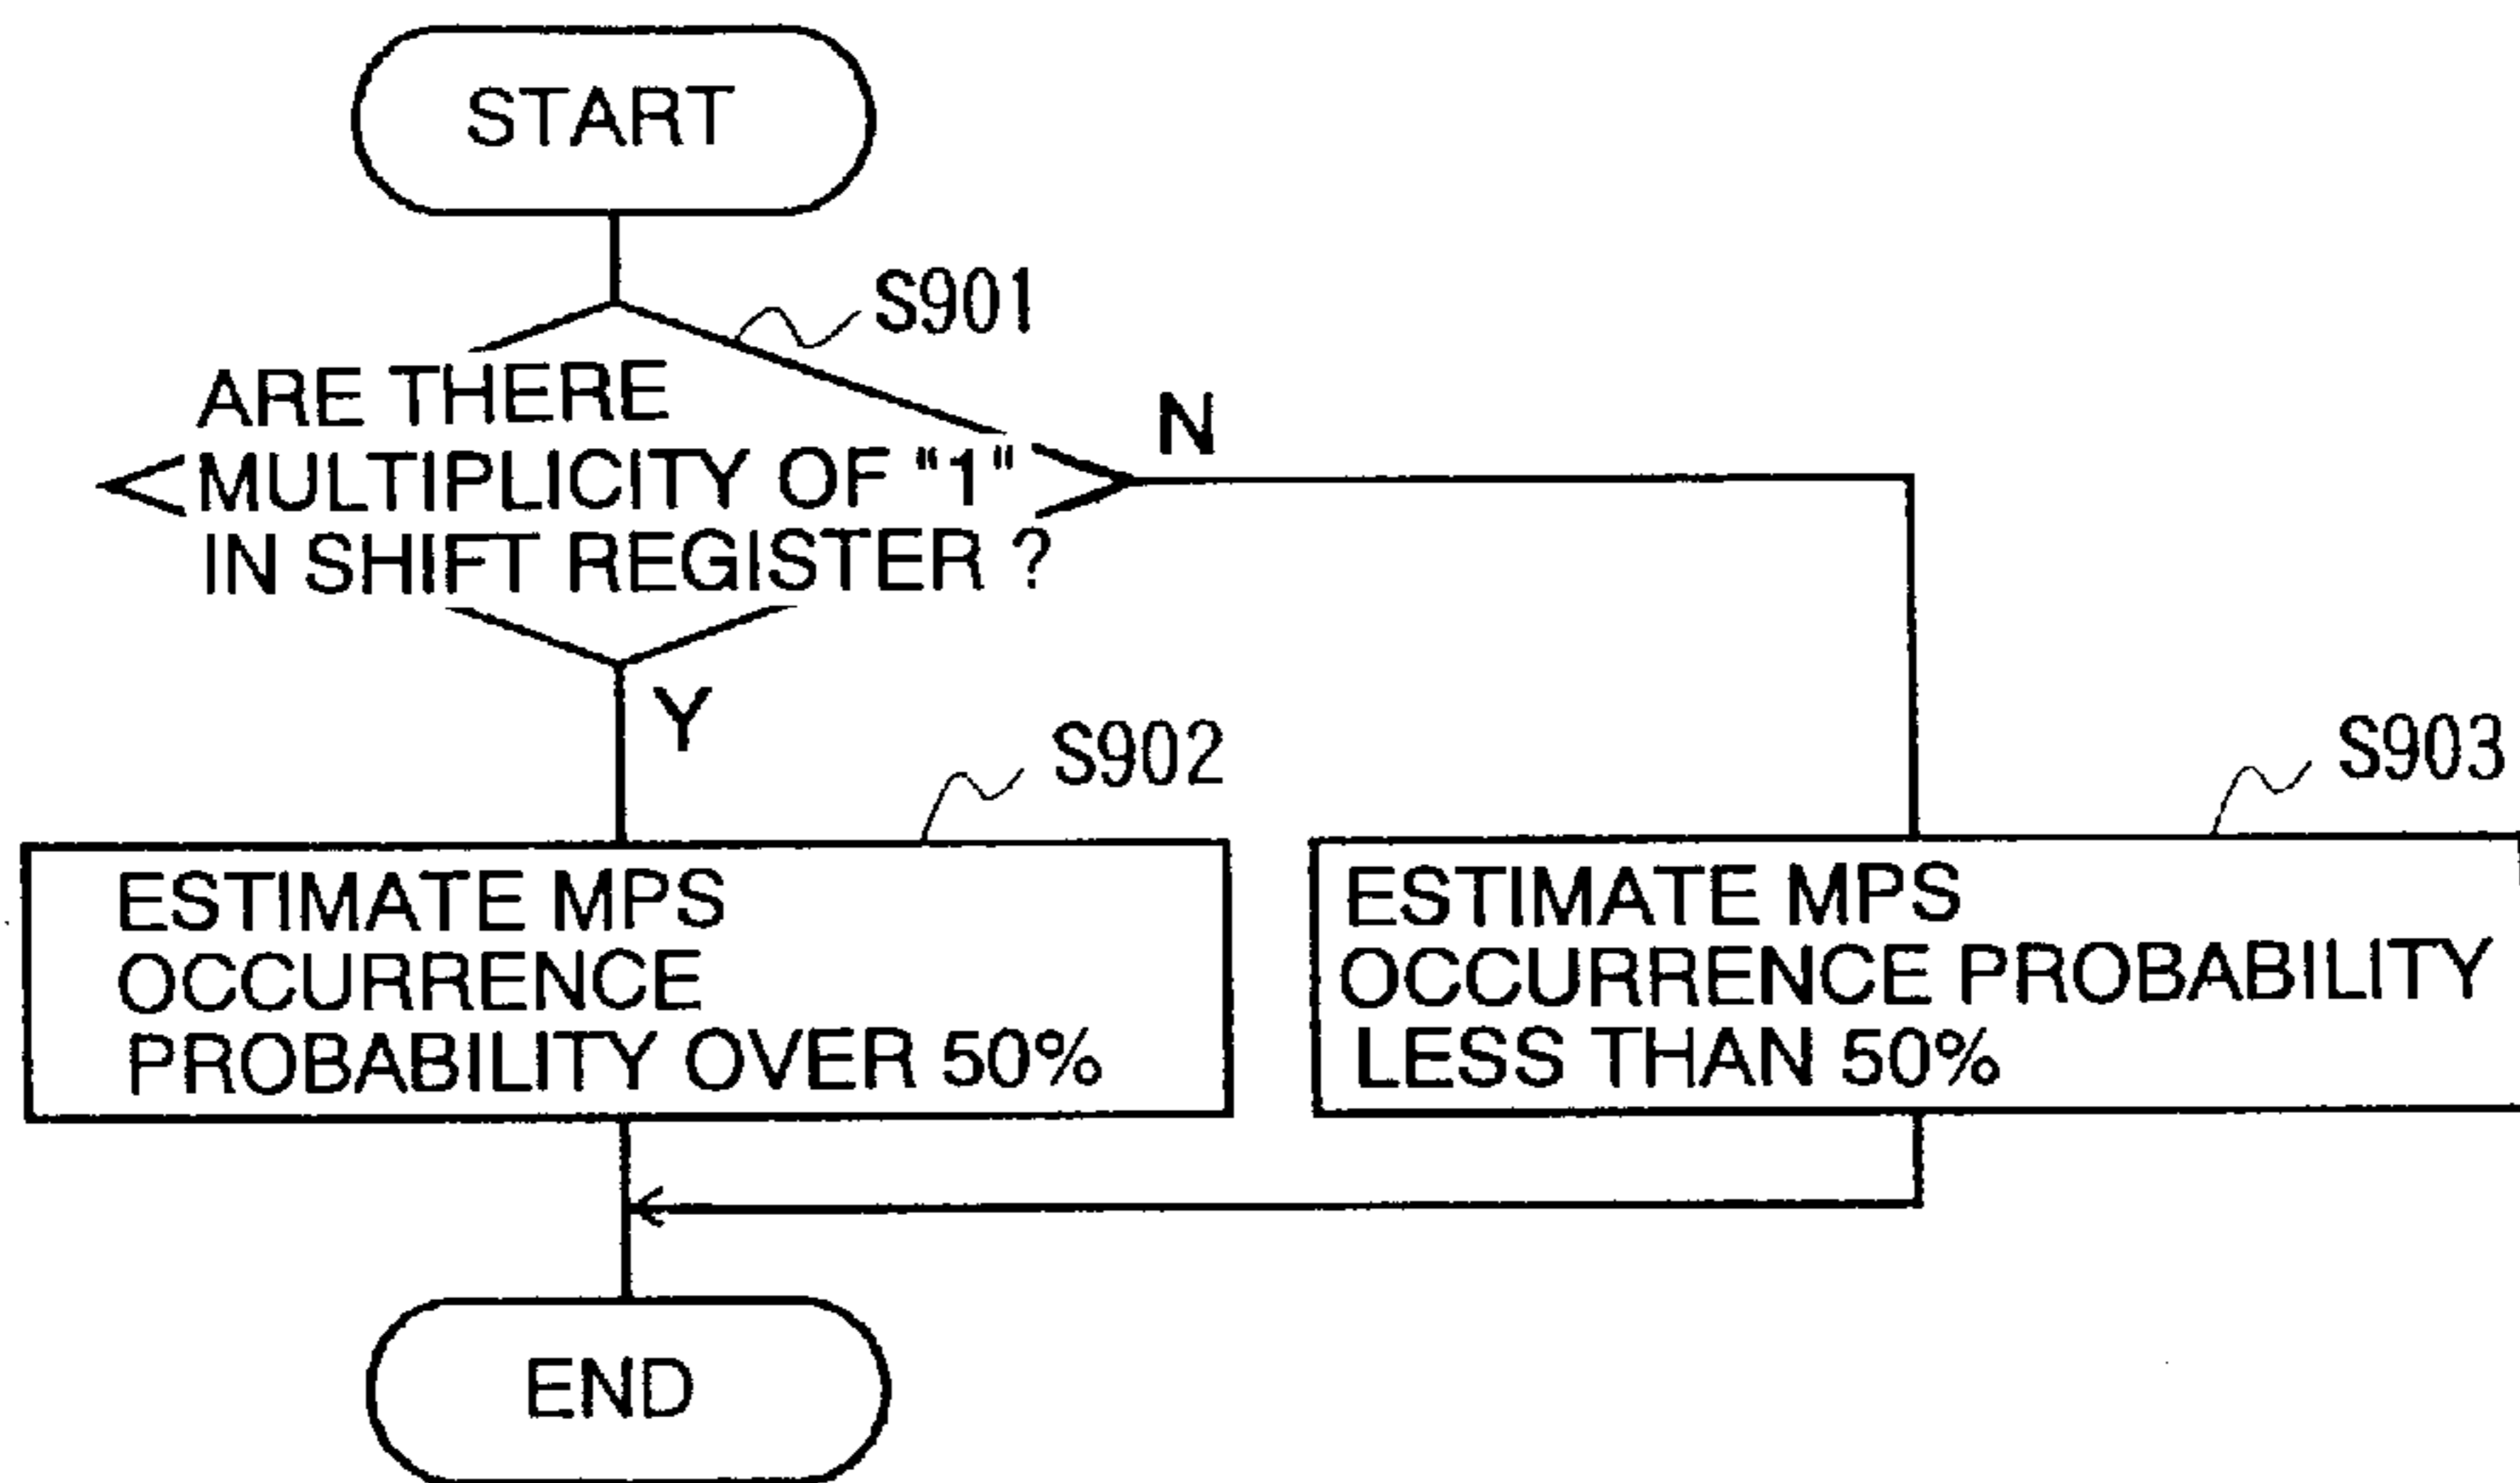 START
S901
ARE THERE
MULTIPLICITY OF "1"
IN SHIFT REGISTER ?
N
Y
S902
S903
ESTIMATE MPS
OCCURRENCE
PROBABILITY OVER 50%
ESTIMATE MPS
OCCURRENCE PROBABILITY
LESS THAN 50%
END